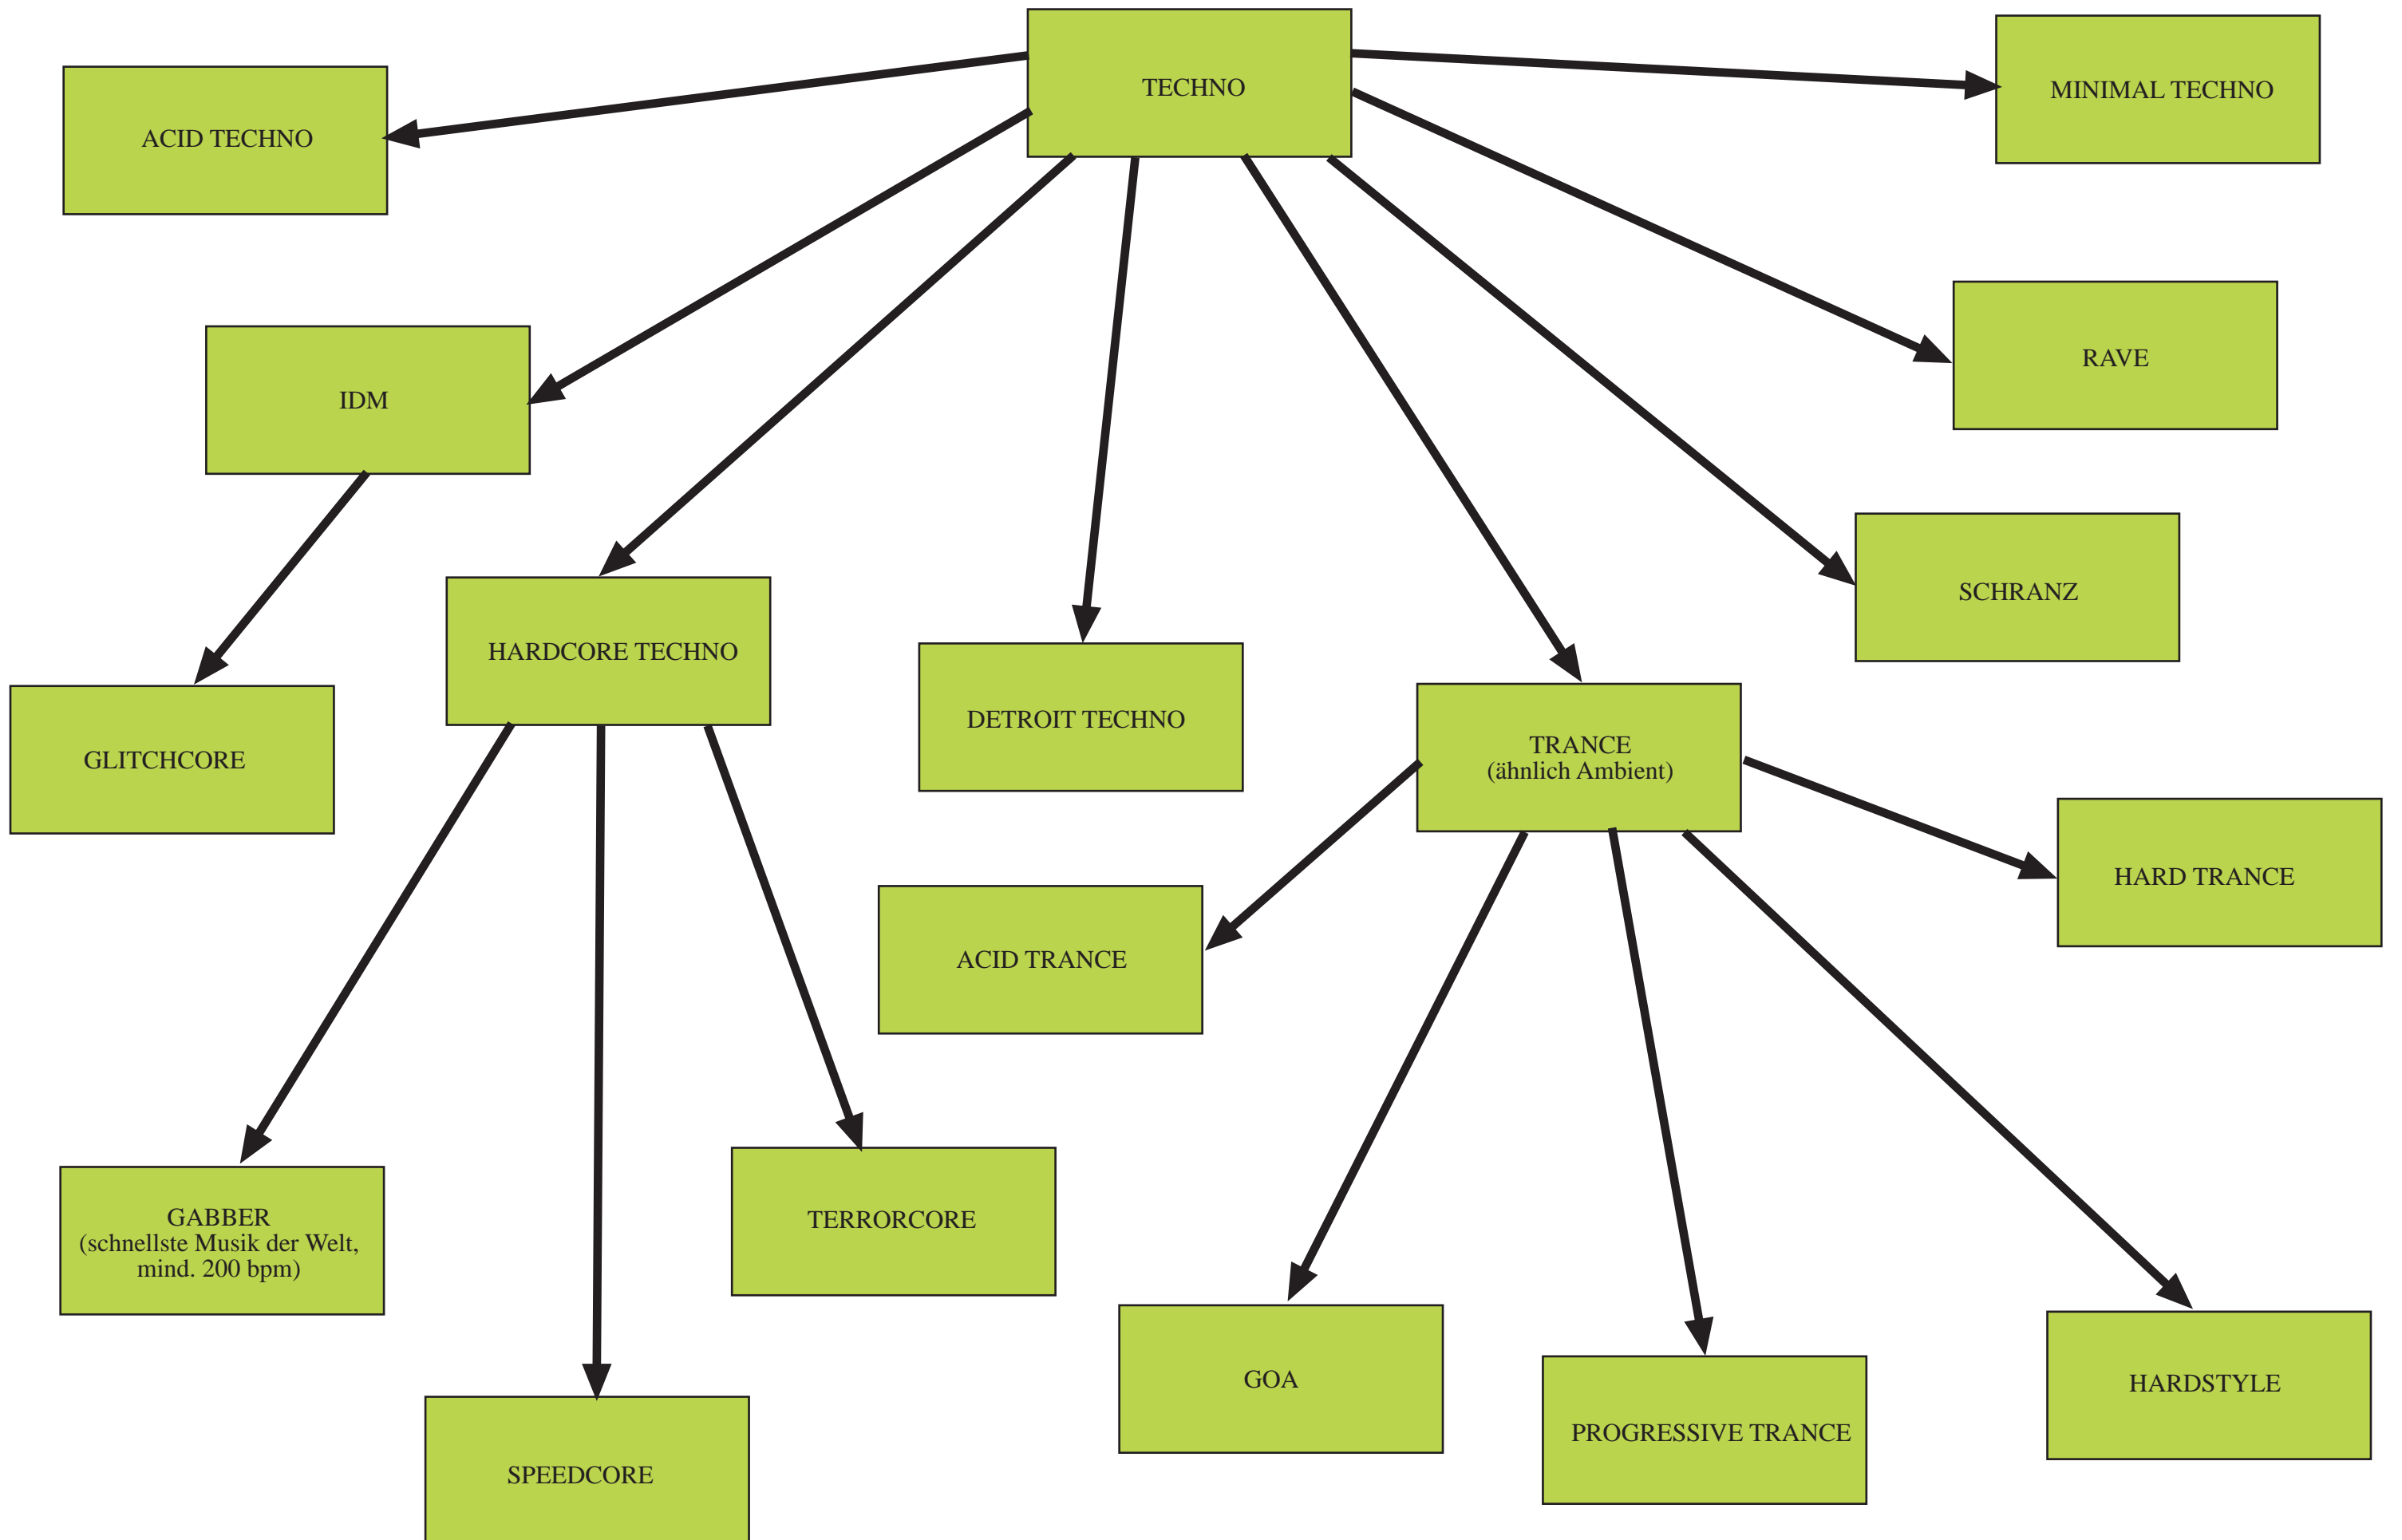 TECHNO
MINIMAL TECHNO
ACID TECHNO
RAVE
IDM
SCHRANZ
HARDCORE TECHNO
DETROIT TECHNO
TRANCE
(ähnlich Ambient)
GLITCHCORE
HARD TRANCE
ACID TRANCE
GABBER
(schnellste Musik der Welt,
mind. 200 bpm)
TERRORCORE
GOA
HARDSTYLE
PROGRESSIVE TRANCE
SPEEDCORE